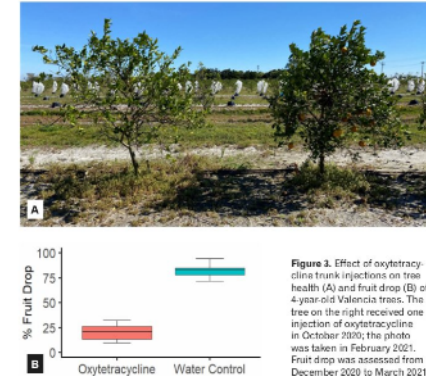 A
100
75
50
25
0
% Fruit Drop
B
Oxytetracycline Water Control
Figure 3. Effect of oxytetracy-
cline trunk injections on tree
health (A) and fruit drop (B) of
4-year-old Valencia trees. The
tree on the right received one
injection of oxytetracycline
in October 2020; the photo
was taken in February 2021.
Fruit drop was assessed from
December 2020 to March 2021